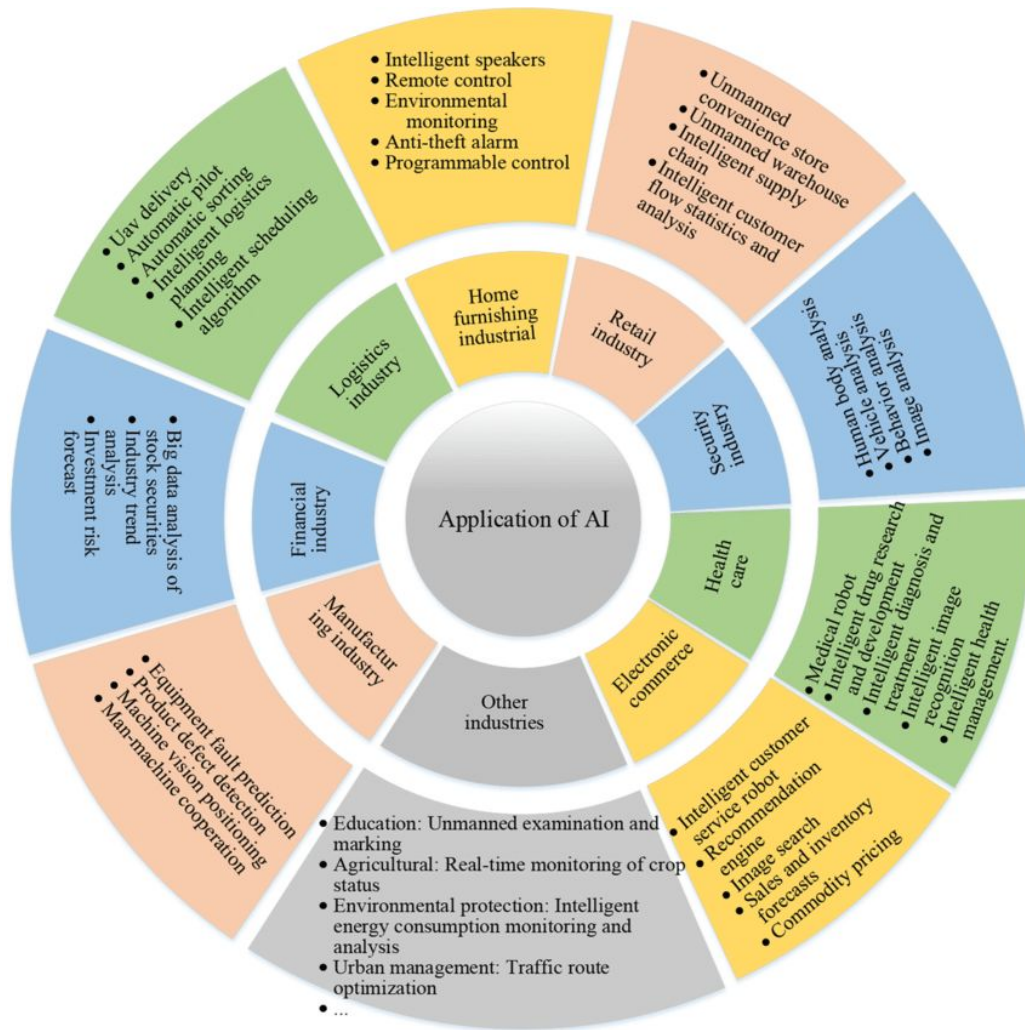 Application of AI
Home
furnishing
industrial
Retail
industry
Security
industry
Health
care
Electronic
commerce
Other
industries
Manufactur
ing industry
Financial
industry
Logistics
industry
• Intelligent speakers
• Remote control
• Environmental
monitoring
• Anti-theft alarm
• Programmable control
• Unmanned
convenience store
• Unmanned warehouse
• Intelligent supply
chain
• Intelligent customer
flow statistics and
analysis
• Human body analysis
• Vehicle analysis
• Behavior analysis
• Image analysis
• Medical robot
• Intelligent drug research
and development
• Intelligent diagnosis and
treatment
• Intelligent image
recognition
• Intelligent health
management.
• Intelligent customer
service robot
• Recommendation
engine
• Image search
• Sales and inventory
forecasts
• Commodity pricing
• Education: Unmanned examination and
marking
• Agricultural: Real-time monitoring of crop
status
• Environmental protection: Intelligent
energy consumption monitoring and
analysis
• Urban management: Traffic route
optimization
• ...
• Equipment fault prediction
• Product defect detection
• Machine vision positioning
• Man-machine cooperation
• Big data analysis of
stock securities
• Industry trend
analysis
• Investment risk
forecast
• Uav delivery
• Automatic pilot
• Automatic sorting
• Intelligent logistics
planning
• Intelligent scheduling
algorithm